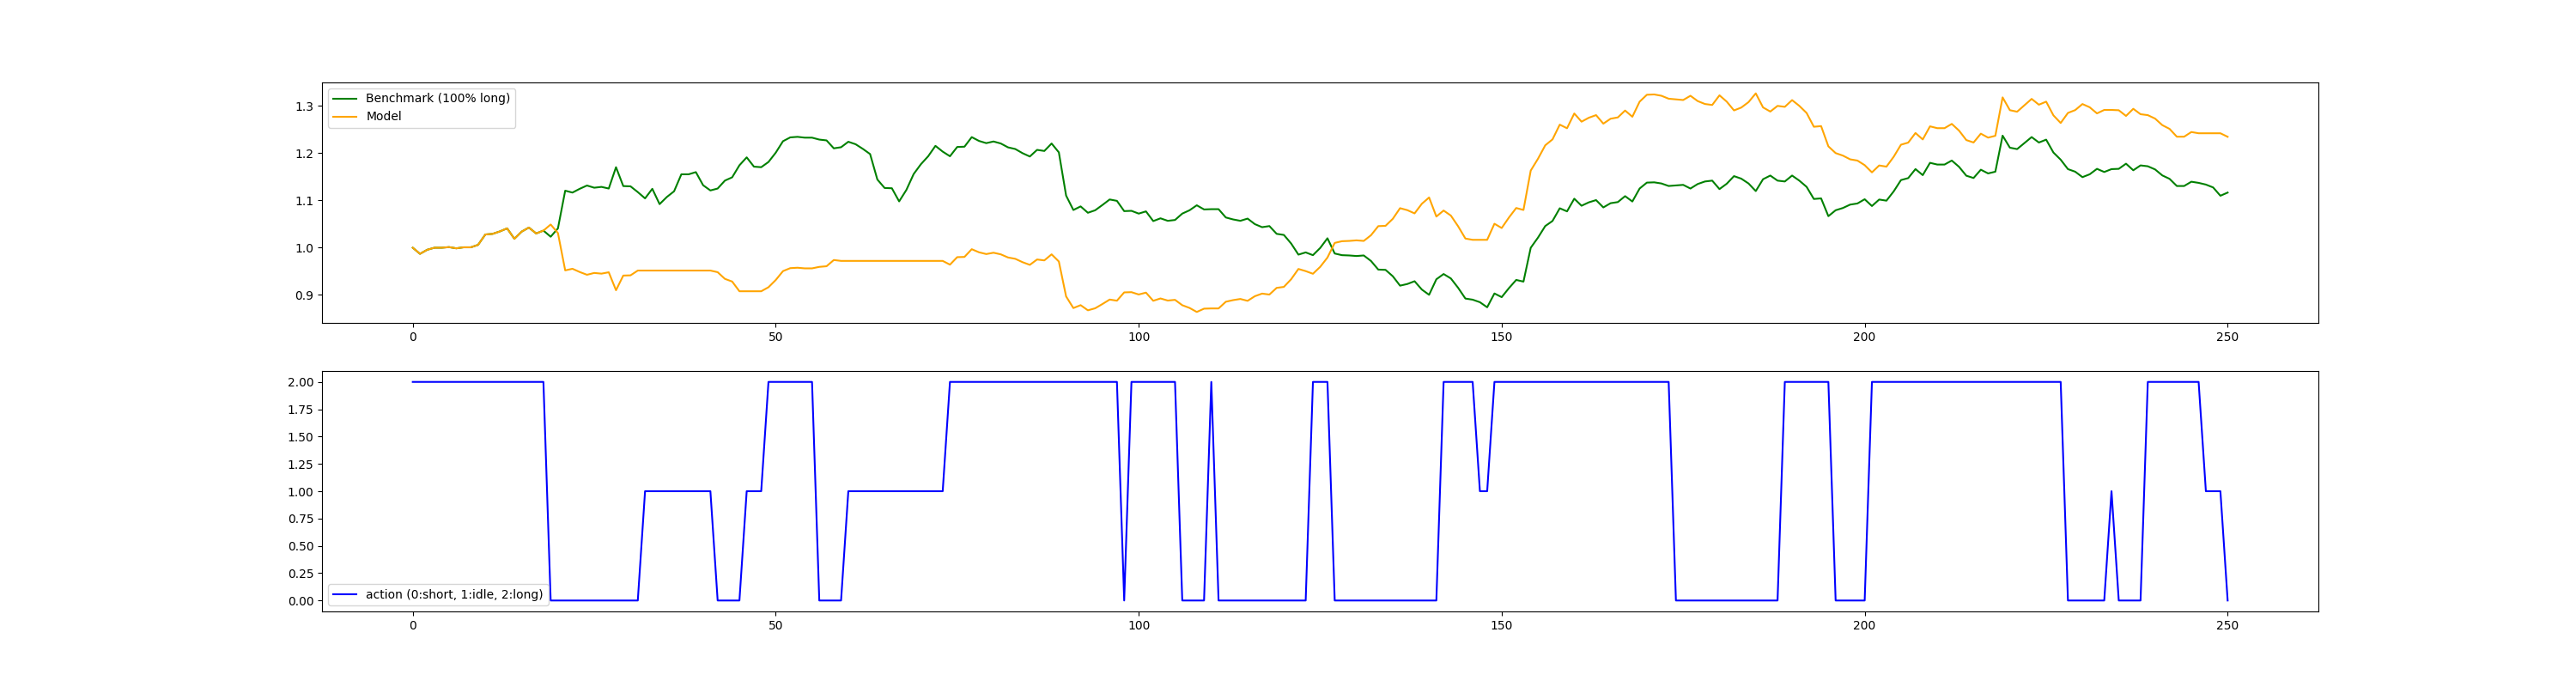 1.3
1.2
1.1
1.0
0.9
Benchmark (100% long)
Model
0 50 100 150 200 250
2.00
1.75
1.50
1.25
1.00
0.75
0.50
0.25
0.00
action (0:short, 1:idle, 2:long)
0 50 100 150 200 250